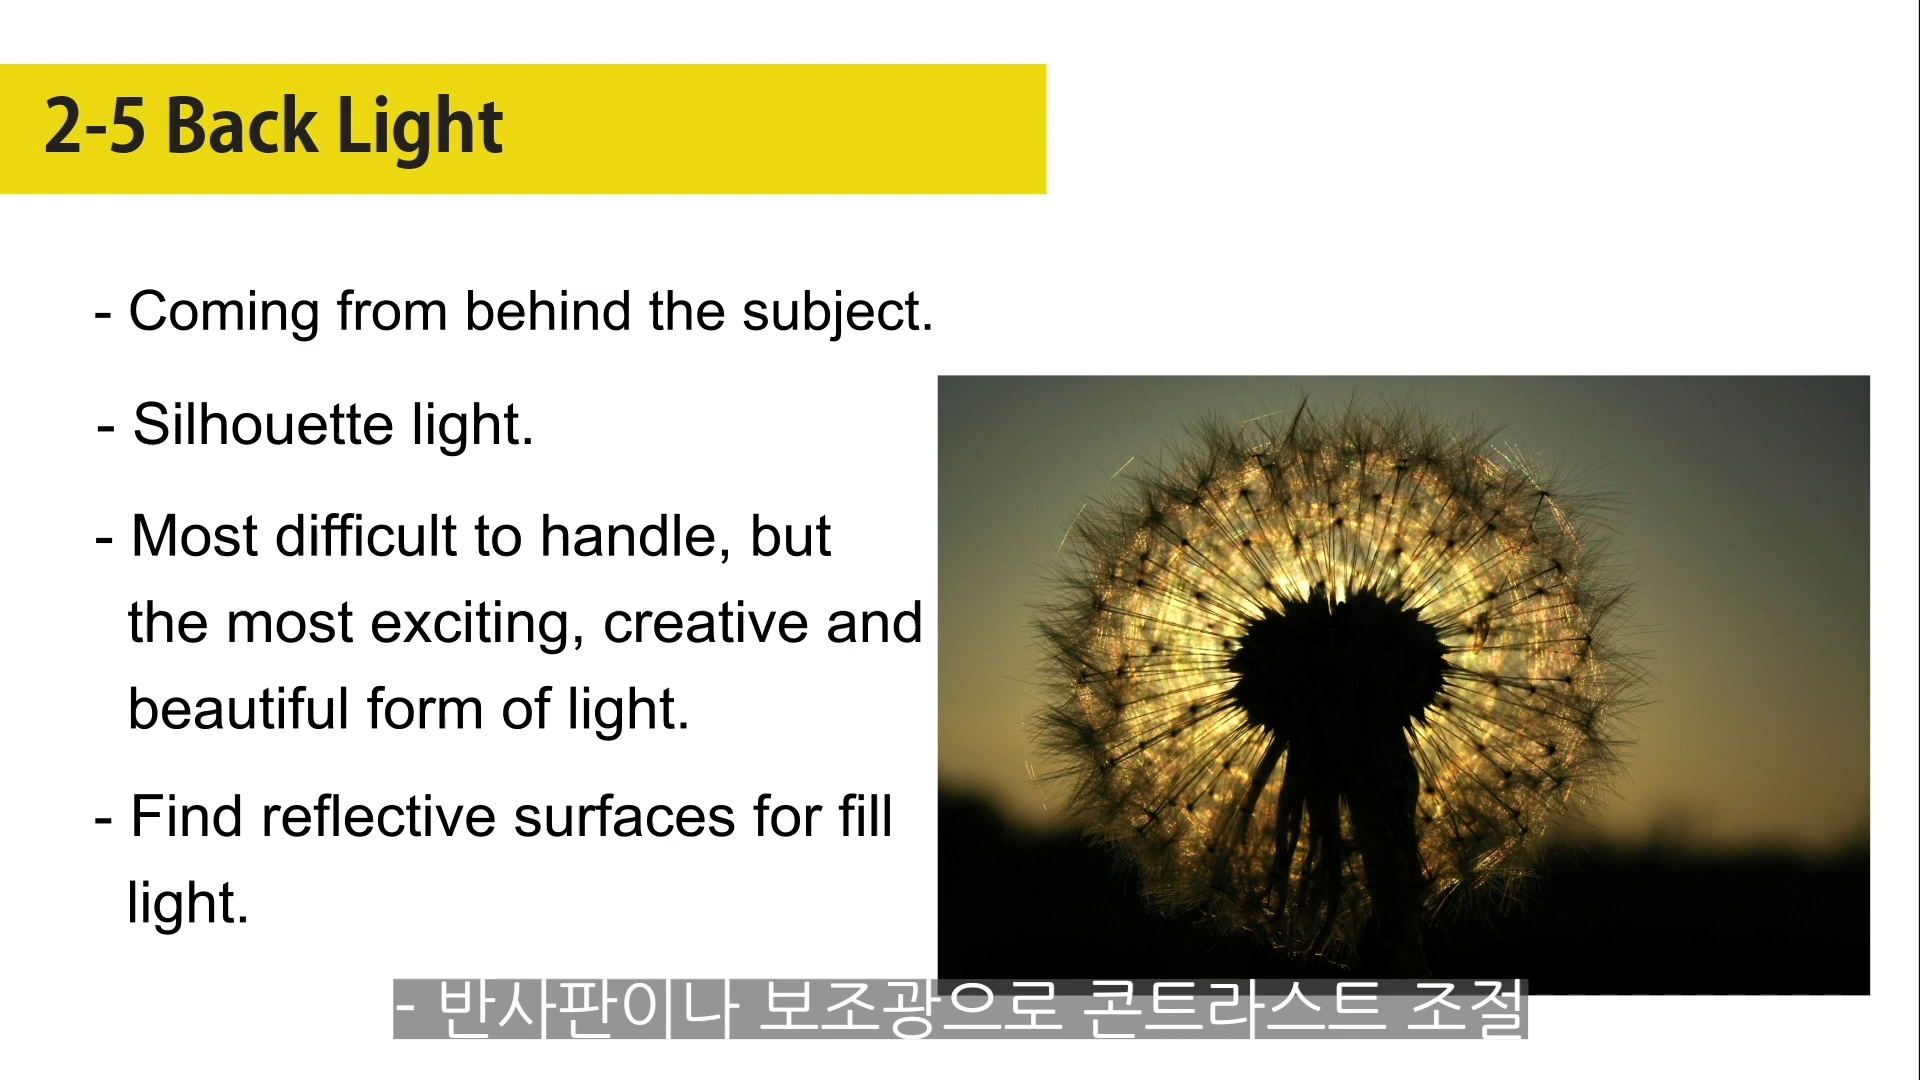 2-5 Back Light
- Coming from behind the subject.
- Silhouette light.
- Most difficult to handle, but
the most exciting, creative and
beautiful form of light.
- Find reflective surfaces for fill
light.
- 반사판이나 보조광으로 콘트라스트 조절